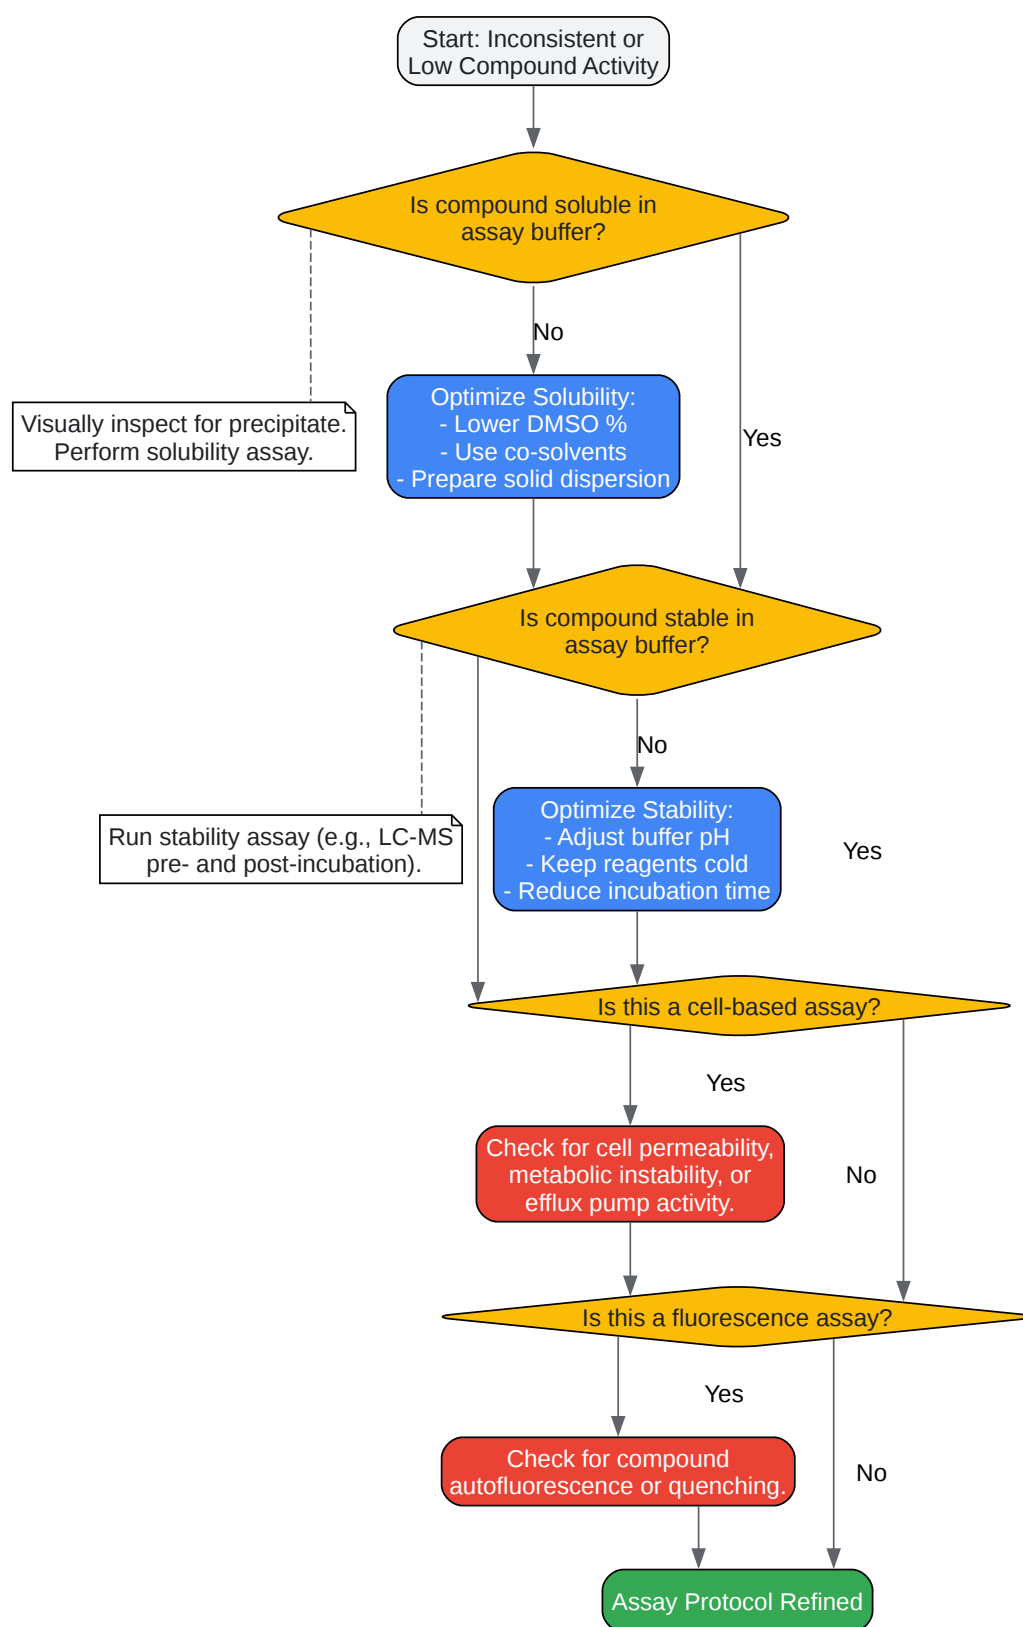 Start: Inconsistent or
Low Compound Activity
Is compound soluble in
assay buffer?
No
Optimize Solubility:
- Lower DMSO %
- Use co-solvents
- Prepare solid dispersion
Visually inspect for precipitate.
Perform solubility assay.
Yes
Is compound stable in
assay buffer?
No
Optimize Stability:
- Adjust buffer pH
- Keep reagents cold
- Reduce incubation time
Run stability assay (e.g., LC-MS
pre- and post-incubation).
Yes
Is this a cell-based assay?
Yes
Check for cell permeability,
metabolic instability, or
efflux pump activity.
No
Is this a fluorescence assay?
Yes
Check for compound
autofluorescence or quenching.
No
Assay Protocol Refined